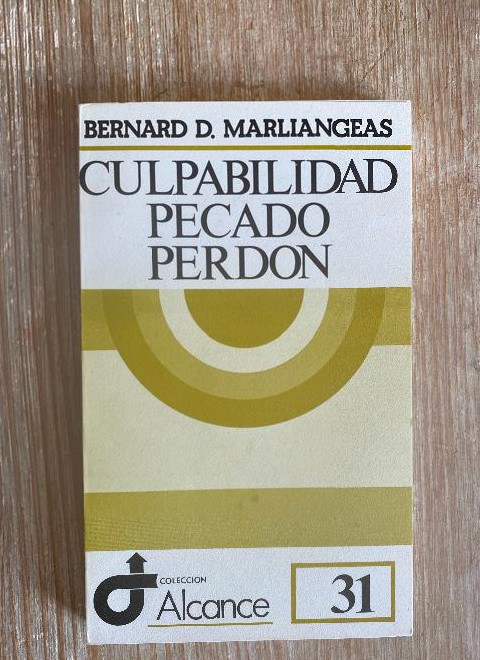 BERNARD D. MARLIANGEAS
CULPABILIDAD
PECADO
PERDON
COLECCION
Alcance
31